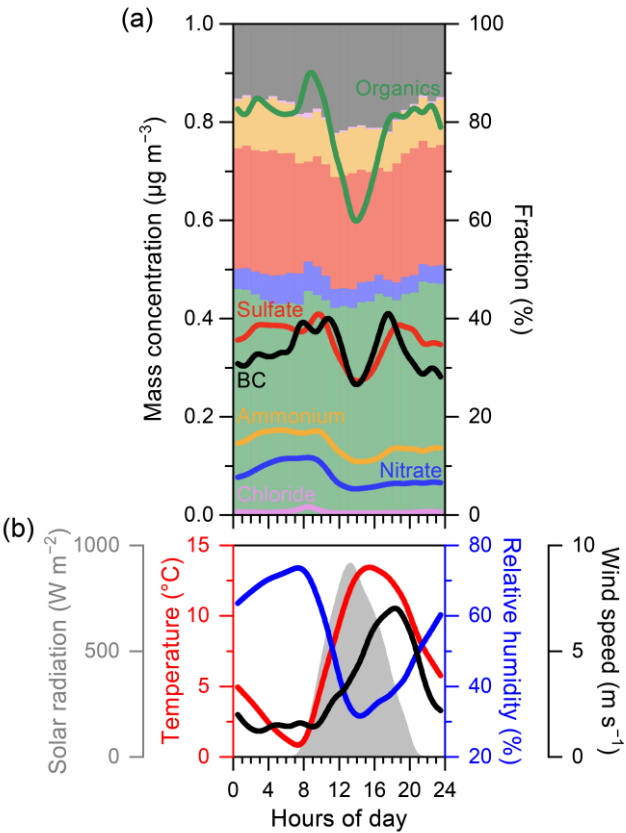 (a)
1.0
0.8
0.6
0.4
0.2
0.0
Mass concentration (µg m⁻³)
100
80
60
40
20
0
Fraction (%)
Organics
Sulfate
BC
Ammonium
Nitrate
Chloride
(b)
1000
500
0
Solar radiation (W m⁻²)
15
10
5
0
Temperature (°C)
80
70
60
50
40
30
20
Relative humidity (%)
10
5
0
Wind speed (m s⁻¹)
0 4 8 12 16 20 24
Hours of day